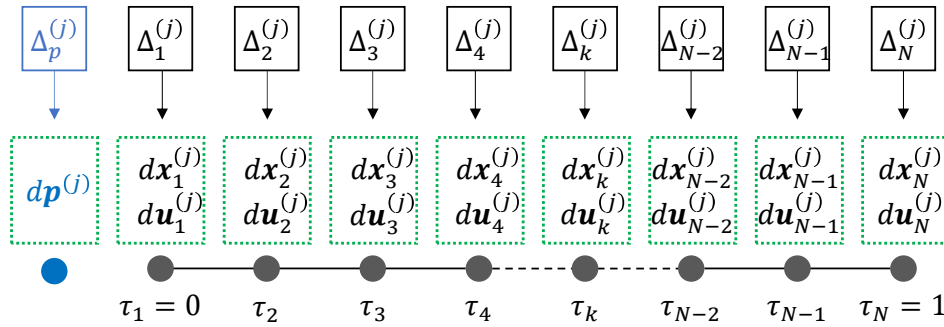 Δ_p^{(j)} Δ_1^{(j)} Δ_2^{(j)} Δ_3^{(j)} Δ_4^{(j)} Δ_k^{(j)} Δ_{N−2}^{(j)} Δ_{N−1}^{(j)} Δ_N^{(j)}
dx_1^{(j)} dx_2^{(j)} dx_3^{(j)} dx_4^{(j)} dx_k^{(j)} dx_{N−2}^{(j)} dx_{N−1}^{(j)} dx_N^{(j)}
dp^{(j)}
du_1^{(j)} du_2^{(j)} du_3^{(j)} du_4^{(j)} du_k^{(j)} du_{N−2}^{(j)} du_{N−1}^{(j)} du_N^{(j)}
τ_1 = 0 τ_2 τ_3 τ_4 τ_k τ_{N−2} τ_{N−1} τ_N = 1